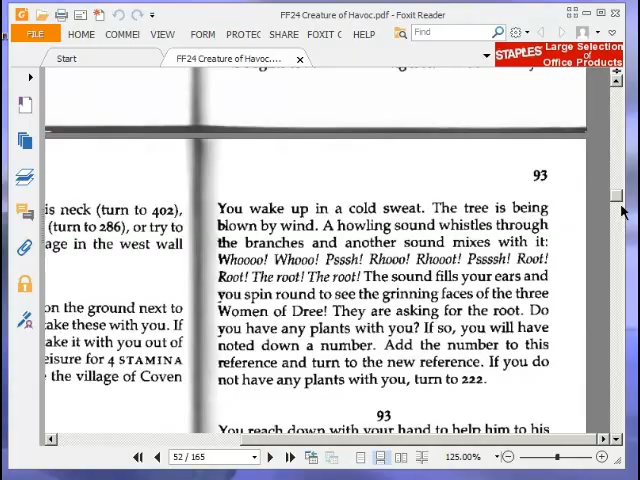 FF24 Creature of Havoc.pdf - Foxit Reader
FILE HOME COMMEI VIEW FORM PROTEC SHARE FOXIT C HELP Find
Start FF24 Creature of Havoc.... STAPLES Large Selection
of Office Products
93
is neck (turn to 402),
(turn to 286), or try to
age in the west wall
on the ground next to
take these with you. If
ake it with you out of
eisure for 4 STAMINA
the village of Coven
You wake up in a cold sweat. The tree is being
blown by wind. A howling sound whistles through
the branches and another sound mixes with it:
Whoooo! Whooo! Psssh! Rhooo! Rhooot! Pssssh! Root!
Root! The root! The root! The sound fills your ears and
you spin round to see the grinning faces of the three
Women of Dree! They are asking for the root. Do
you have any plants with you? If so, you will have
noted down a number. Add the number to this
reference and turn to the new reference. If you do
not have any plants with you, turn to 222.
93
You reach down with your hand to help him to his
52 / 165 125.00%